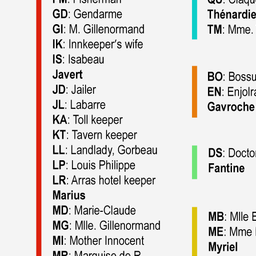 GD: Gendarme
GI: M. Gillenormand
IK: Innkeeper's wife
IS: Isabeau
Javert
JD: Jailer
JL: Labarre
KA: Toll keeper
KT: Tavern keeper
LL: Landlady, Gorbeau
LP: Louis Philippe
LR: Arras hotel keeper
Marius
MD: Marie-Claude
MG: Mlle. Gillenormand
MI: Mother Innocent
Thénardie
TM: Mme.
BO: Bossu
EN: Enjolra
Gavroche
DS: Docto
Fantine
MB: Mlle B
ME: Mme
Myriel